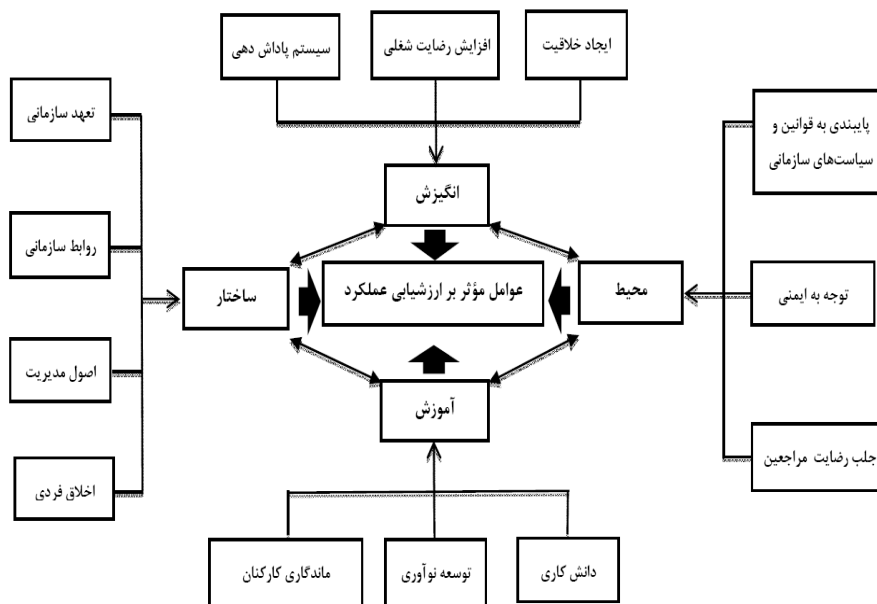 ایجاد خلاقیت
افزایش رضایت شغلی
سیستم پاداش دهی
تعهد سازمانی
پایبندی به قوانین و
سیاست‌های سازمانی
انگیزش
روابط سازمانی
محیط
عوامل مؤثر بر ارزشیابی عملکرد
ساختار
توجه به ایمنی
اصول مدیریت
آموزش
جلب رضایت مراجعین
اخلاق فردی
دانش کاری
توسعه نوآوری
ماندگاری کارکنان